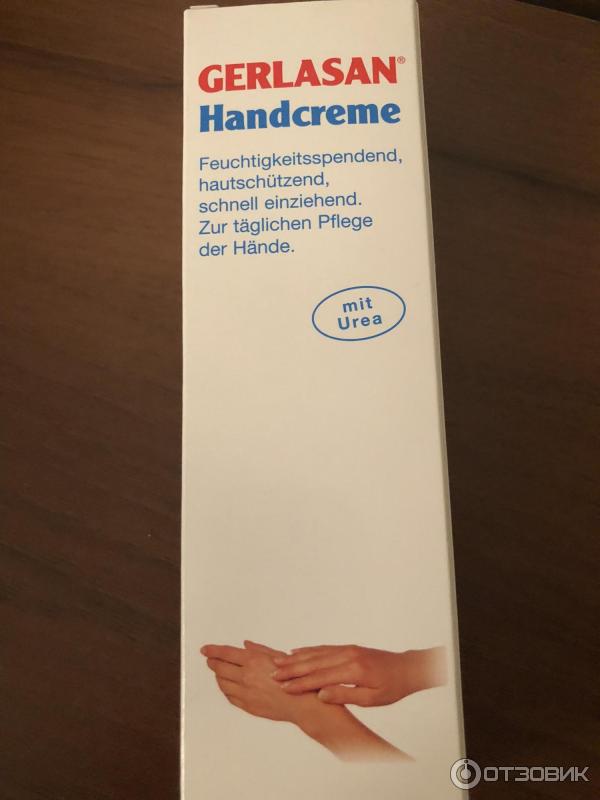 GERLASAN®
Handcreme
Feuchtigkeitsspendend,
hautschützend,
schnell einziehend.
Zur täglichen Pflege
der Hände.
mit
Urea
ОТЗОВИК